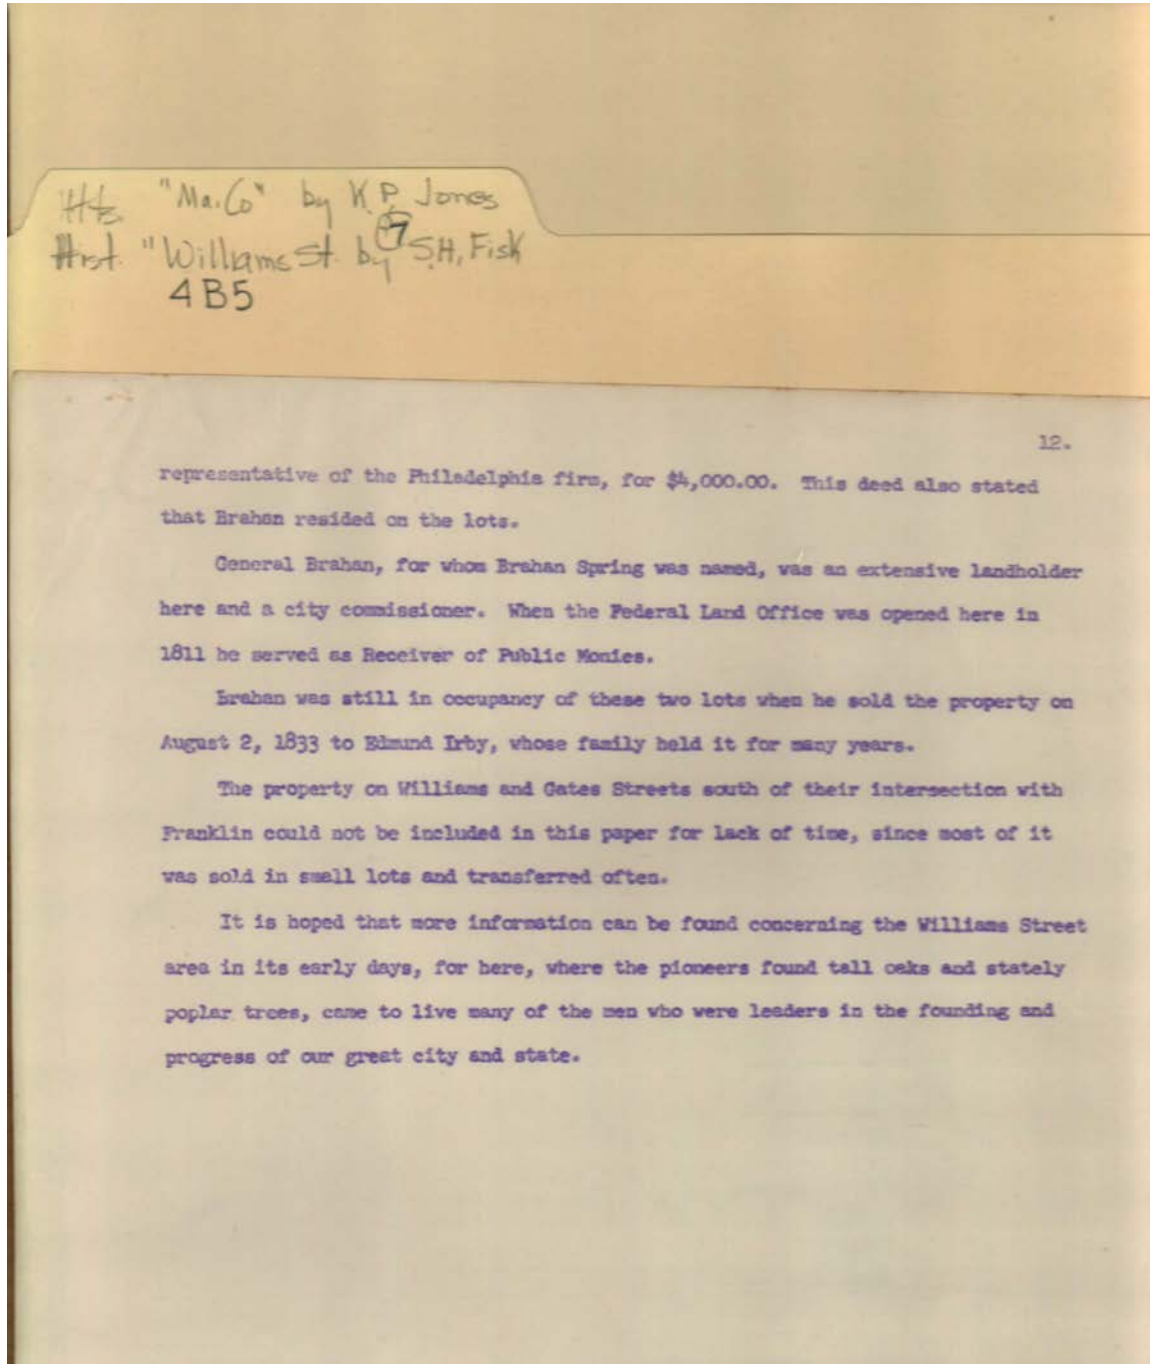 Hts. "Ma. Co" by K.P. Jones
7
Hist. "Williams St. by S.H, Fisk
4B5
12.
representative of the Philadelphia firm, for $4,000.00. This deed also stated
that Brahan resided on the lots.
General Brahan, for whom Brahan Spring was named, was an extensive landholder
here and a city commissioner. When the Federal Land Office was opened here in
1811 he served as Receiver of Public Monies.
Brahan was still in occupancy of these two lots when he sold the property on
August 2, 1833 to Edmund Irby, whose family held it for many years.
The property on Williams and Gates Streets south of their intersection with
Franklin could not be included in this paper for lack of time, since most of it
was sold in small lots and transferred often.
It is hoped that more information can be found concerning the Williams Street
area in its early days, for here, where the pioneers found tall oaks and stately
poplar trees, came to live many of the men who were leaders in the founding and
progress of our great city and state.